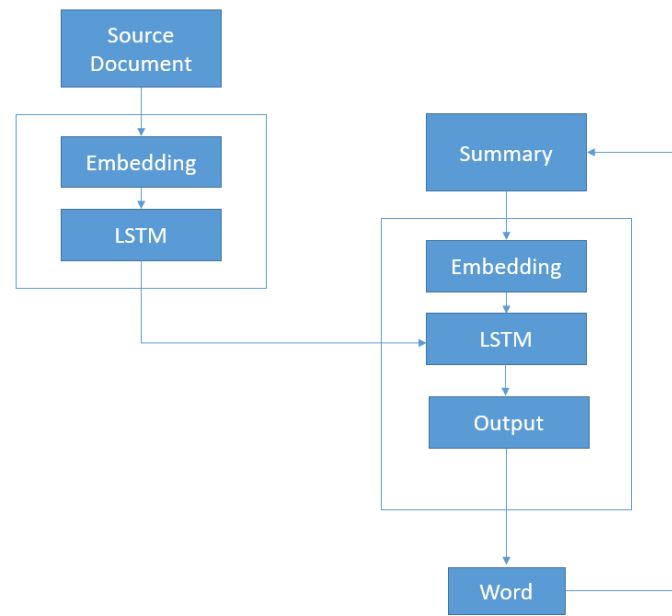 Source
Document
Embedding
LSTM
Summary
Embedding
LSTM
Output
Word